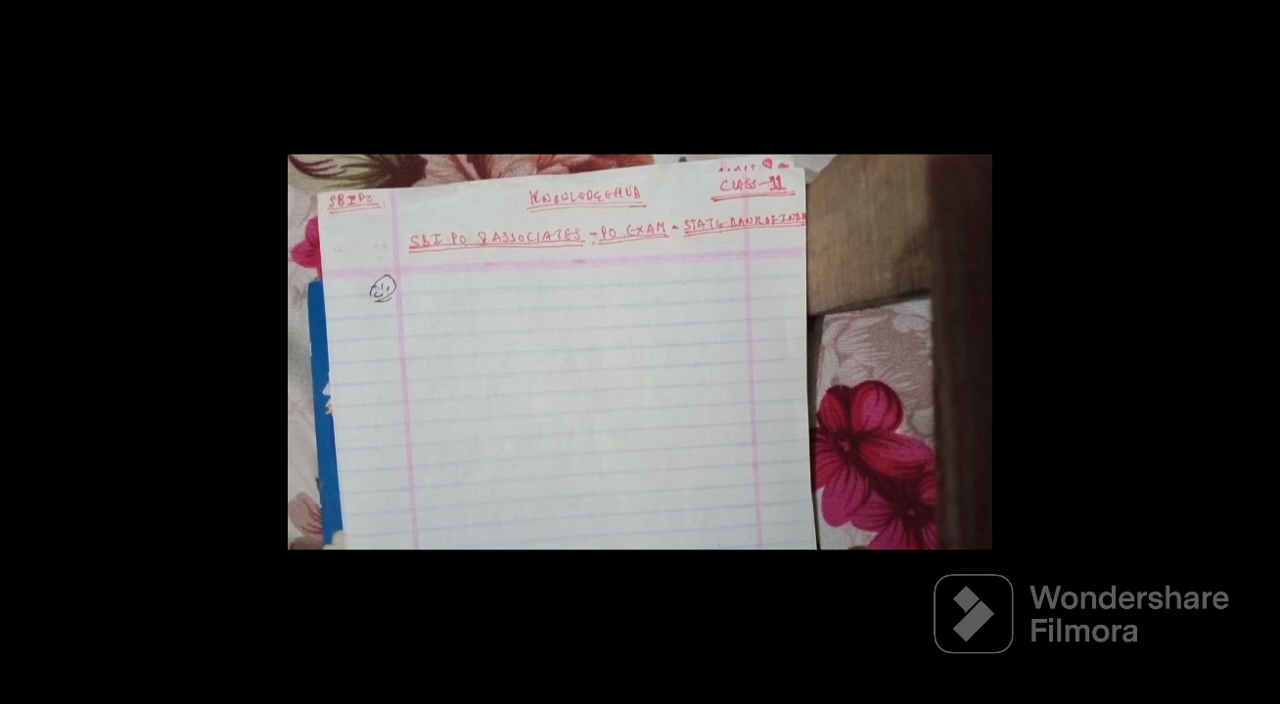 SBI PO. KNOWLEDGEHUB CLASS-11
SBI PO & ASSOCIATES - PO EXAM - STATE BANK OF INDIA
Wondershare
Filmora